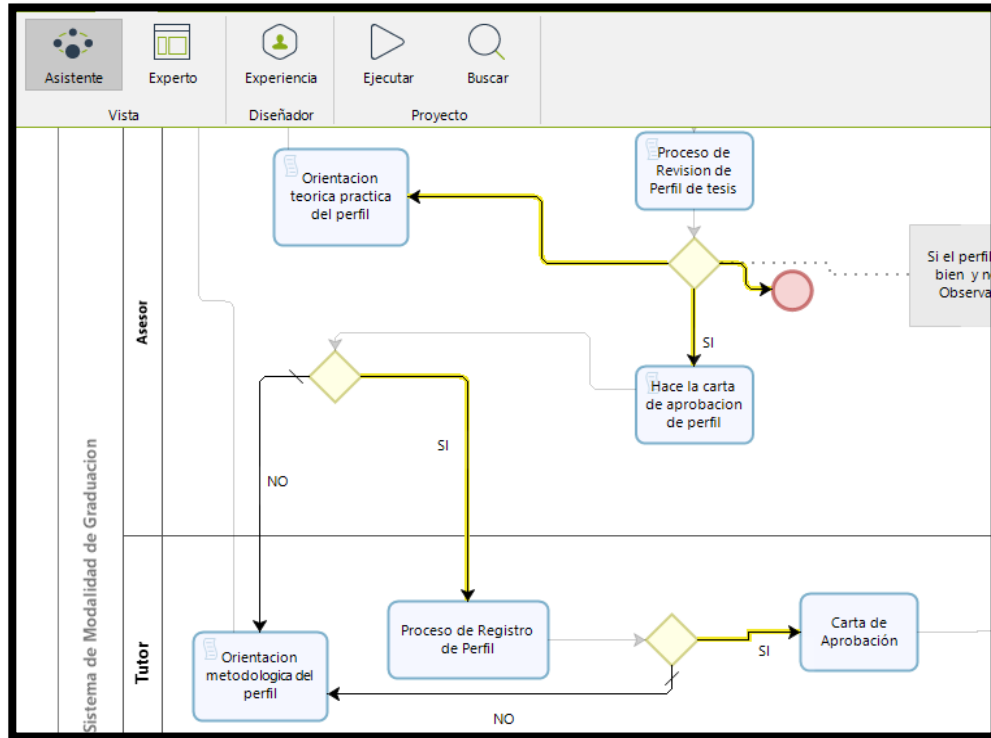 Asistente
Experto
Experiencia
Ejecutar
Buscar
Vista
Diseñador
Proyecto
Sistema de Modalidad de Graduacion
Asesor
Orientacion
teorica practica
del perfil
Proceso de
Revision de
Perfil de tesis
Si el perfil
bien y n
Observa
SI
Hace la carta
de aprobacion
de perfil
SI
NO
Tutor
Proceso de Registro
de Perfil
Carta de
Aprobación
SI
Orientacion
metodologica del
perfil
NO